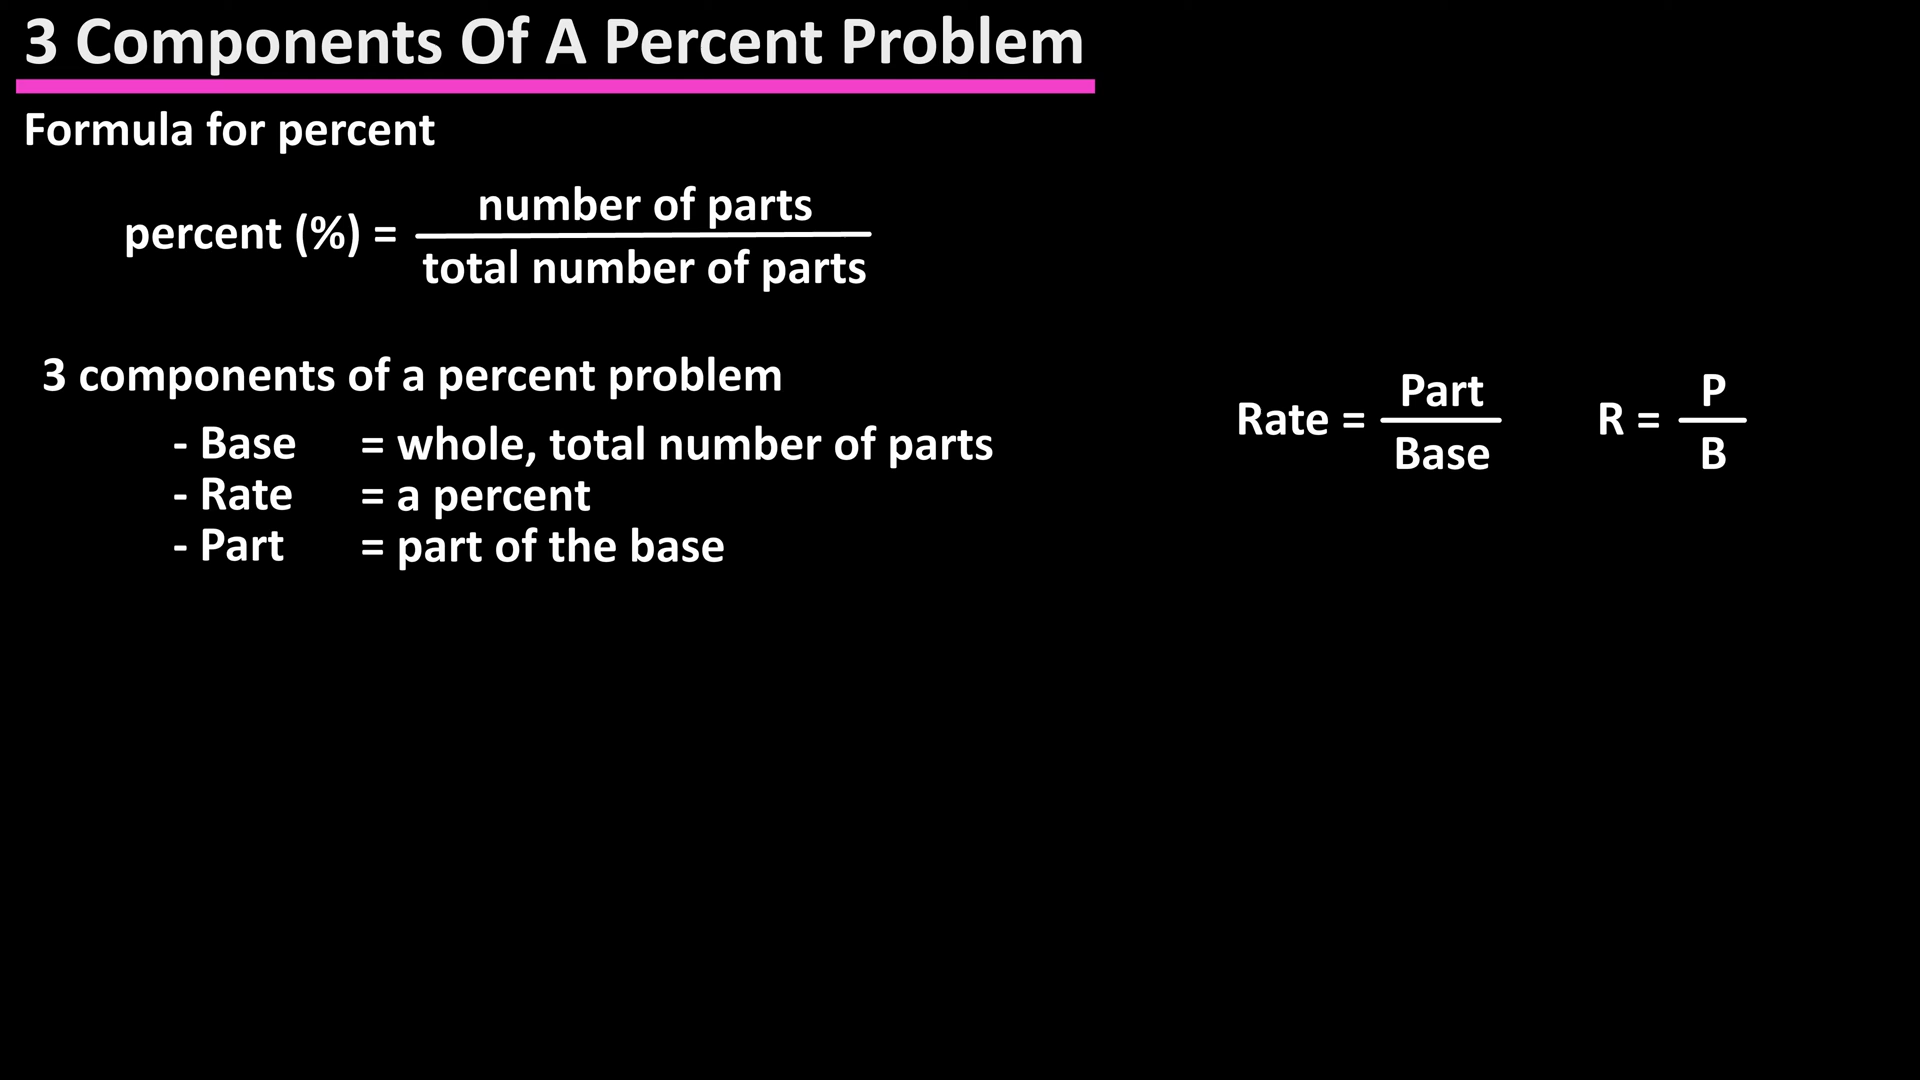 3 Components Of A Percent Problem
Formula for percent
percent (%) = number of parts
total number of parts
3 components of a percent problem
- Base = whole, total number of parts
- Rate = a percent
- Part = part of the base
Rate = Part
Base
R = P
B